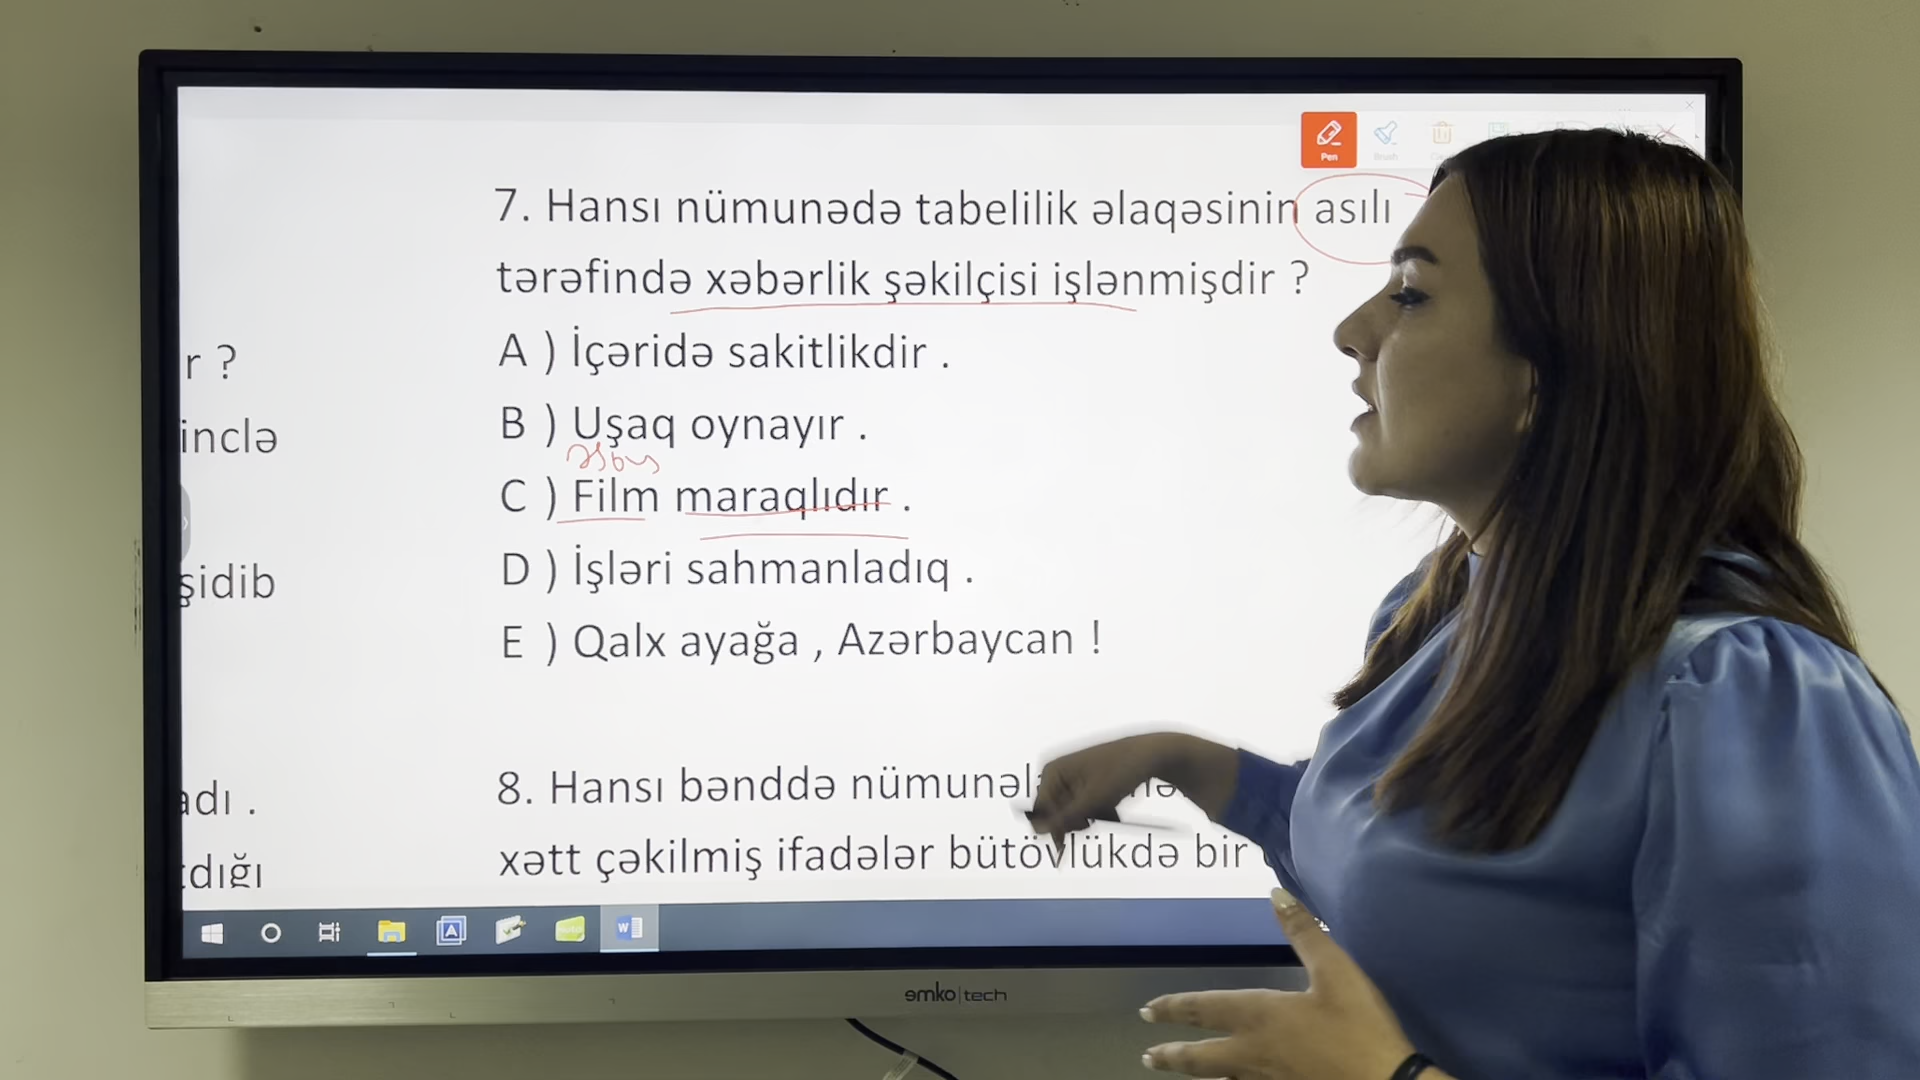 Pen
Brush
7. Hansı nümunədə tabelilik əlaqəsinin asılı
tərəfində xəbərlik şəkilçisi işlənmişdir ?
A ) İçəridə sakitlikdir .
B ) Uşaq oynayır .
C ) Film maraqlıdır .
D ) İşləri sahmanladıq .
E ) Qalx ayağa , Azərbaycan !
8. Hansı bənddə
xətt çəkilmiş ifadələr bütövlükdə bir
r ?
inclə
şidib
adı .
dığı
emko tech